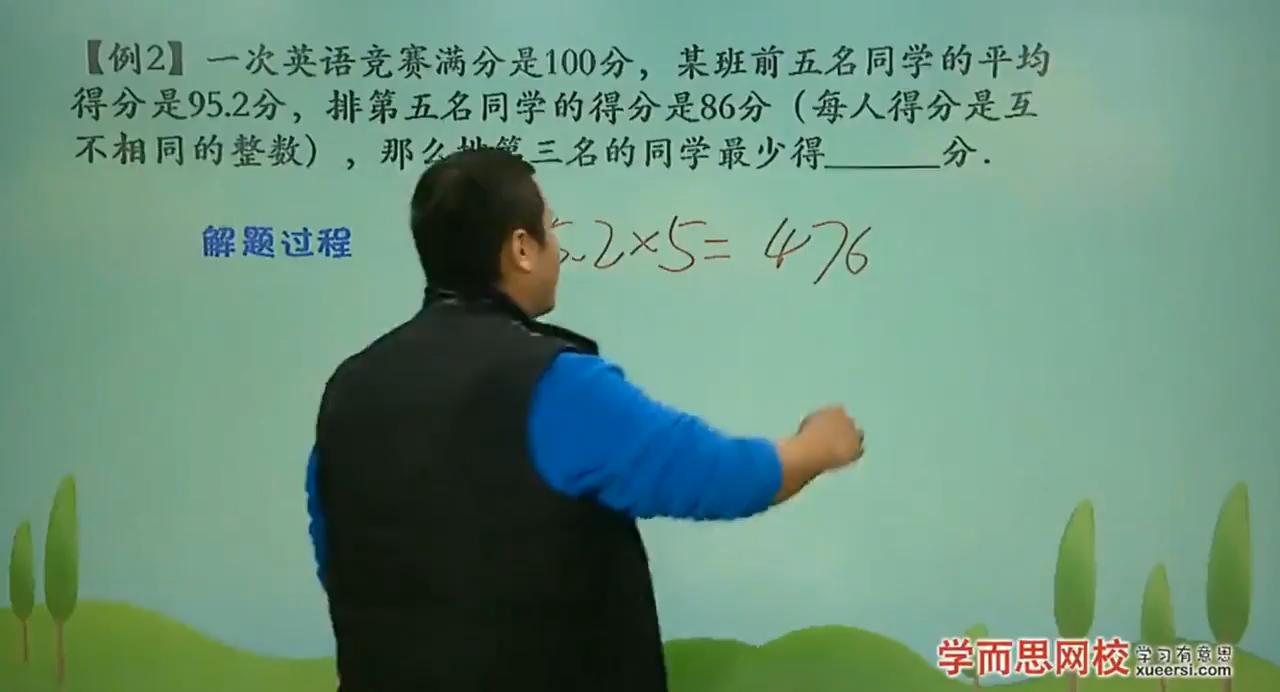 【例2】一次英语竞赛满分是100分，某班前五名同学的平均
得分是95.2分，排第五名同学的得分是86分（每人得分是互
不相同的整数），那么排第三名的同学最少得______分．
解题过程
5.2×5= 476
学而思网校 学习有意思
xueersi.com